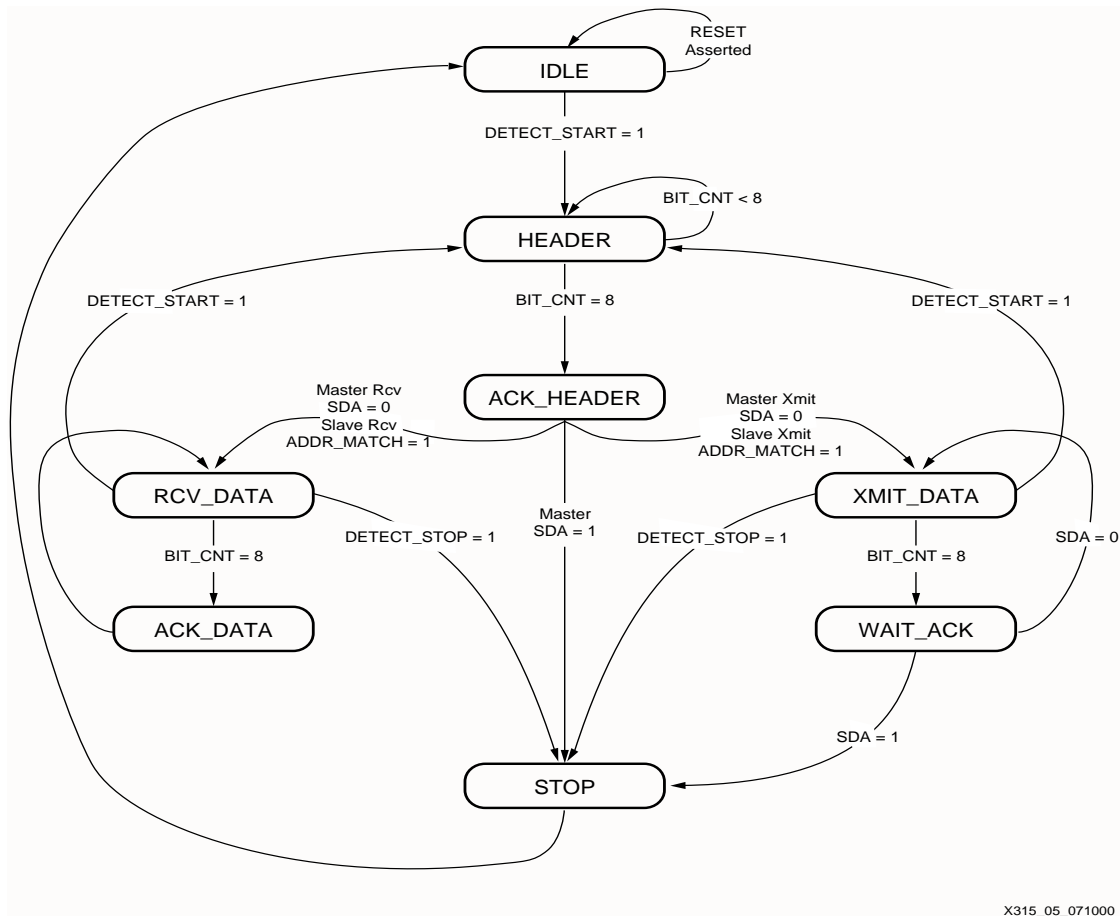 RESET
Asserted
IDLE
DETECT_START = 1
BIT_CNT < 8
HEADER
DETECT_START = 1
BIT_CNT = 8
DETECT_START = 1
ACK_HEADER
Master Rcv
SDA = 0
Slave Rcv
ADDR_MATCH = 1
Master Xmit
SDA = 0
Slave Xmit
ADDR_MATCH = 1
RCV_DATA
XMIT_DATA
Master
SDA = 1
DETECT_STOP = 1
DETECT_STOP = 1
SDA = 0
BIT_CNT = 8
BIT_CNT = 8
ACK_DATA
WAIT_ACK
SDA = 1
STOP
X315_05_071000